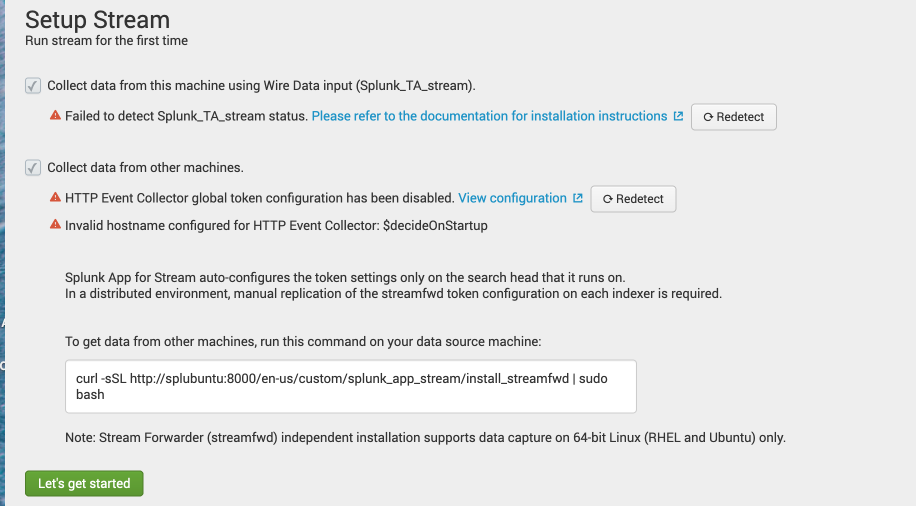 Setup Stream
Run stream for the first time
Collect data from this machine using Wire Data input (Splunk_TA_stream).
Failed to detect Splunk_TA_stream status. Please refer to the documentation for installation instructions Redetect
Collect data from other machines.
HTTP Event Collector global token configuration has been disabled. View configuration Redetect
Invalid hostname configured for HTTP Event Collector: $decideOnStartup
Splunk App for Stream auto-configures the token settings only on the search head that it runs on.
In a distributed environment, manual replication of the streamfwd token configuration on each indexer is required.
To get data from other machines, run this command on your data source machine:
curl -sSL http://splubuntu:8000/en-us/custom/splunk_app_stream/install_streamfwd | sudo
bash
Note: Stream Forwarder (streamfwd) independent installation supports data capture on 64-bit Linux (RHEL and Ubuntu) only.
Let's get started